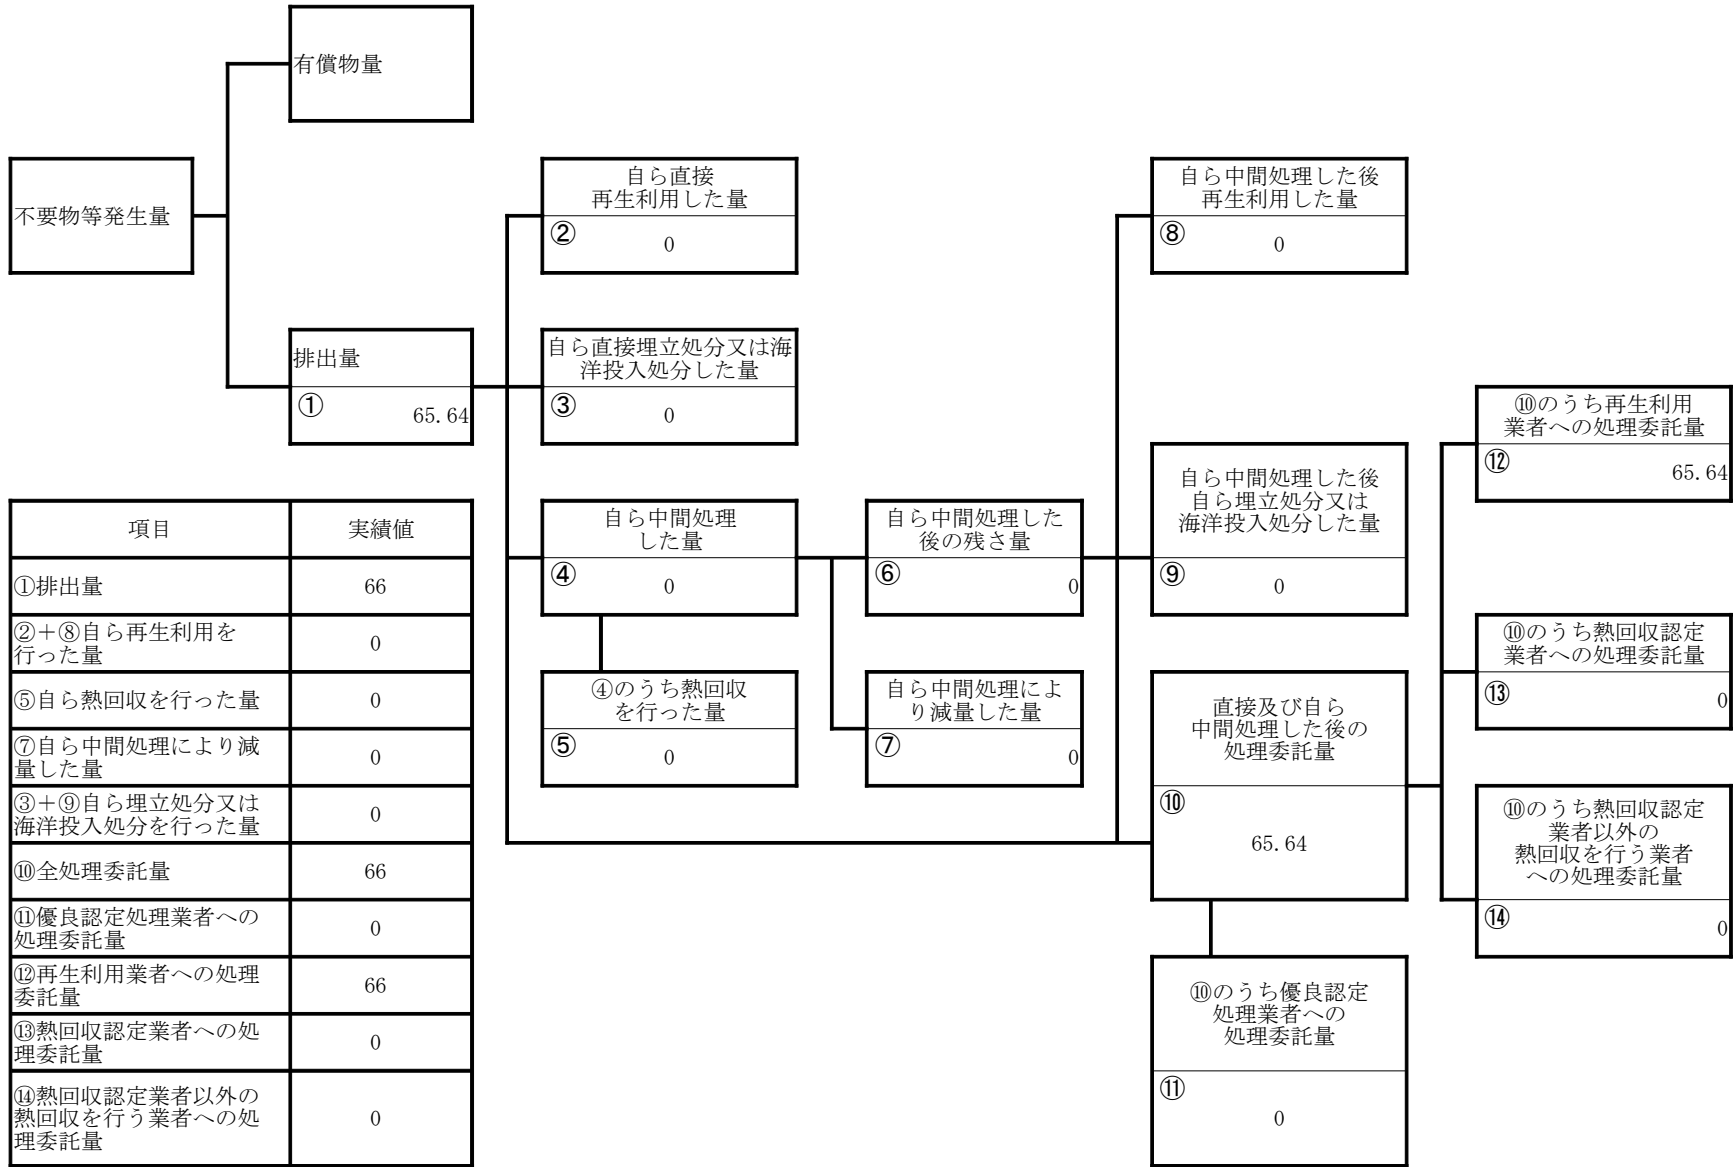 有償物量
不要物等発生量
自ら直接
再生利用した量
②
0
自ら中間処理した後
再生利用した量
⑧
0
排出量
①
65.64
自ら直接埋立処分又は海
洋投入処分した量
③
0
⑩のうち再生利用
業者への処理委託量
⑫
65.64
自ら中間処理
した量
④
0
自ら中間処理した
後の残さ量
⑥
0
自ら中間処理した後
自ら埋立処分又は
海洋投入処分した量
⑨
0
⑩のうち熱回収認定
業者への処理委託量
⑬
0
④のうち熱回収
を行った量
⑤
0
自ら中間処理によ
り減量した量
⑦
0
直接及び自ら
中間処理した後の
処理委託量
⑩
65.64
⑩のうち熱回収認定
業者以外の
熱回収を行う業者
への処理委託量
⑭
0
⑩のうち優良認定
処理業者への
処理委託量
⑪
0
項目 実績値
①排出量 66
②+⑧自ら再生利用を
行った量 0
⑤自ら熱回収を行った量 0
⑦自ら中間処理により減
量した量 0
③+⑨自ら埋立処分又は
海洋投入処分を行った量 0
⑩全処理委託量 66
⑪優良認定処理業者への
処理委託量 0
⑫再生利用業者への処理
委託量 66
⑬熱回収認定業者への処
理委託量 0
⑭熱回収認定業者以外の
熱回収を行う業者への処
理委託量 0